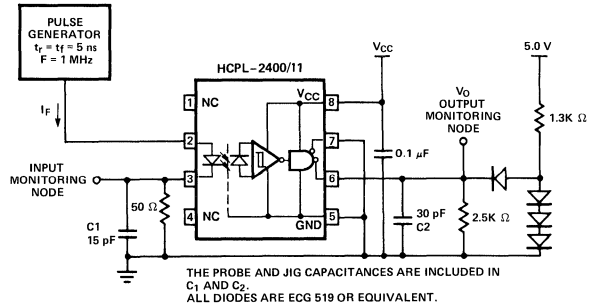 PULSE
GENERATOR
tr = tf = 5 ns
F = 1 MHz
HCPL-2400/11
VCC
5.0 V
IF
1
NC
VCC
8
VO
OUTPUT
MONITORING
NODE
1.3K Ω
2
7
0.1 μF
INPUT
MONITORING
NODE
3
6
50 Ω
4
NC
GND
5
C1
15 pF
30 pF
C2
2.5K Ω
THE PROBE AND JIG CAPACITANCES ARE INCLUDED IN
C1 AND C2.
ALL DIODES ARE ECG 519 OR EQUIVALENT.